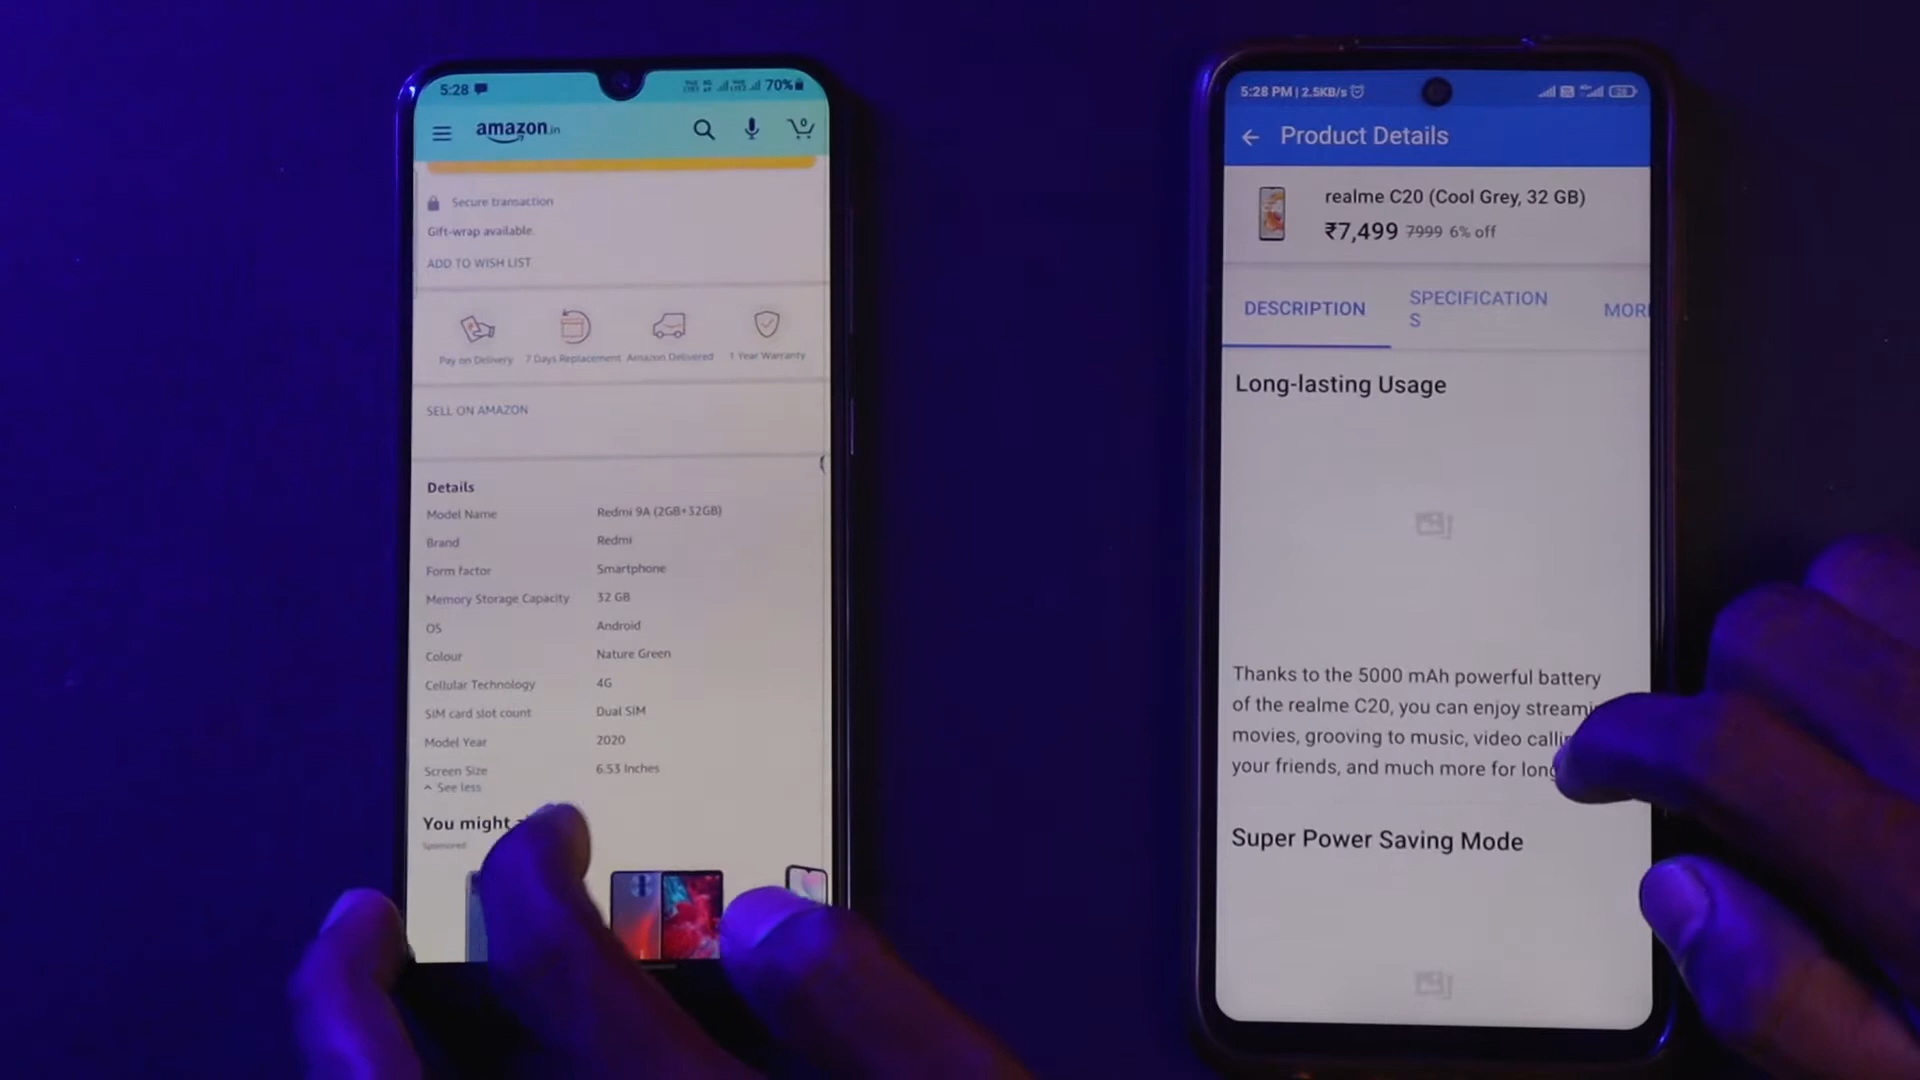 5:28
70%
amazon.in
0
Secure transaction
Gift-wrap available.
ADD TO WISH LIST
Pay on Delivery
7 Days Replacement
Amazon Delivered
1 Year Warranty
SELL ON AMAZON
Details
Model Name Redmi 9A (2GB+32GB)
Brand Redmi
Form factor Smartphone
Memory Storage Capacity 32 GB
OS Android
Colour Nature Green
Cellular Technology 4G
SIM card slot count Dual SIM
Model Year 2020
Screen Size 6.53 Inches
See less
You might
Sponsored
5:28 PM | 2.5KB/s
Product Details
realme C20 (Cool Grey, 32 GB)
₹7,499 7999 6% off
DESCRIPTION
SPECIFICATION
S
MOR
Long-lasting Usage
Thanks to the 5000 mAh powerful battery
of the realme C20, you can enjoy streami
movies, grooving to music, video calli
your friends, and much more for long
Super Power Saving Mode